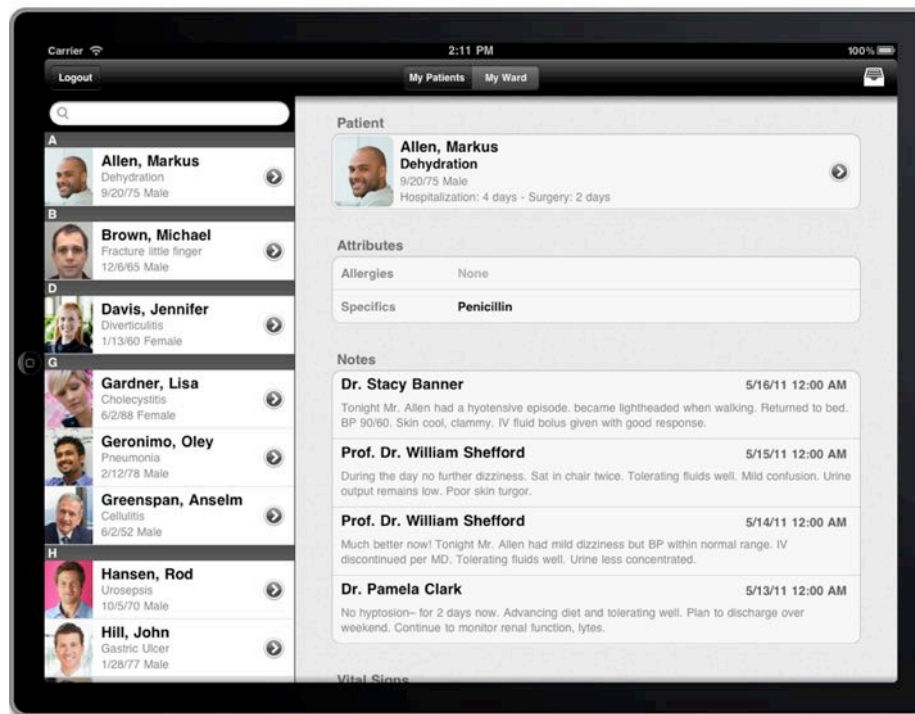 Carrier
2:11 PM
100%
Logout
My Patients
My Ward
A
Allen, Markus
Dehydration
9/20/75 Male
B
Brown, Michael
Fracture little finger
12/6/65 Male
D
Davis, Jennifer
Diverticulitis
1/13/60 Female
G
Gardner, Lisa
Cholecystitis
6/2/88 Female
Geronimo, Oley
Pneumonia
2/12/78 Male
Greenspan, Anselm
Cellulitis
6/2/52 Male
H
Hansen, Rod
Urosepsis
10/5/70 Male
Hill, John
Gastric Ulcer
1/28/77 Male
Patient
Allen, Markus
Dehydration
9/20/75 Male
Hospitalization: 4 days - Surgery: 2 days
Attributes
Allergies None
Specifics Penicillin
Notes
Dr. Stacy Banner 5/16/11 12:00 AM
Tonight Mr. Allen had a hyotensive episode. became lightheaded when walking. Returned to bed.
BP 90/60. Skin cool, clammy. IV fluid bolus given with good response.
Prof. Dr. William Shefford 5/15/11 12:00 AM
During the day no further dizziness. Sat in chair twice. Tolerating fluids well. Mild confusion. Urine
output remains low. Poor skin turgor.
Prof. Dr. William Shefford 5/14/11 12:00 AM
Much better now! Tonight Mr. Allen had mild dizziness but BP within normal range. IV
discontinued per MD. Tolerating fluids well. Urine less concentrated.
Dr. Pamela Clark 5/13/11 12:00 AM
No hyptosion– for 2 days now. Advancing diet and tolerating well. Plan to discharge over
weekend. Continue to monitor renal function, lytes.
Vital Signs